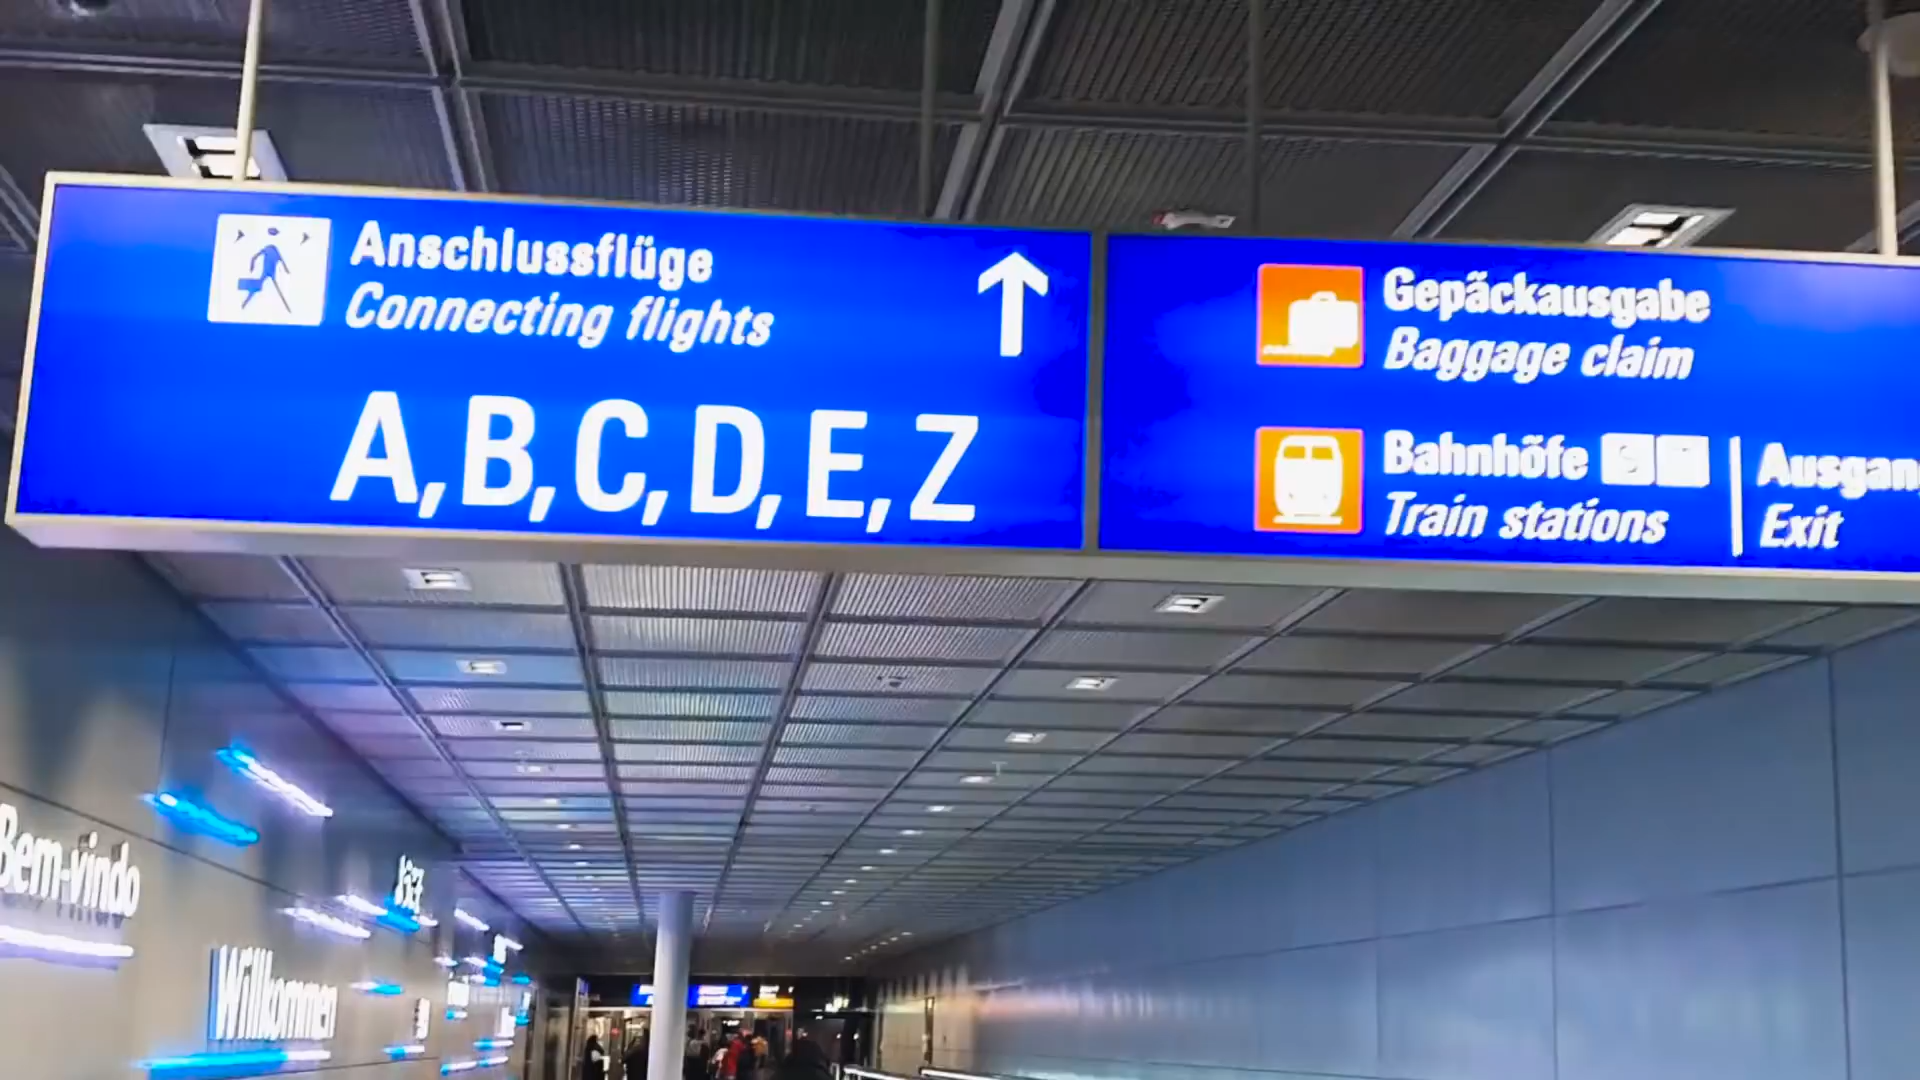 Anschlussflüge
Connecting flights
A, B, C, D, E, Z
Gepäckausgabe
Baggage claim
Bahnhöfe
Train stations
Exit
Bem-vindo
Willkommen